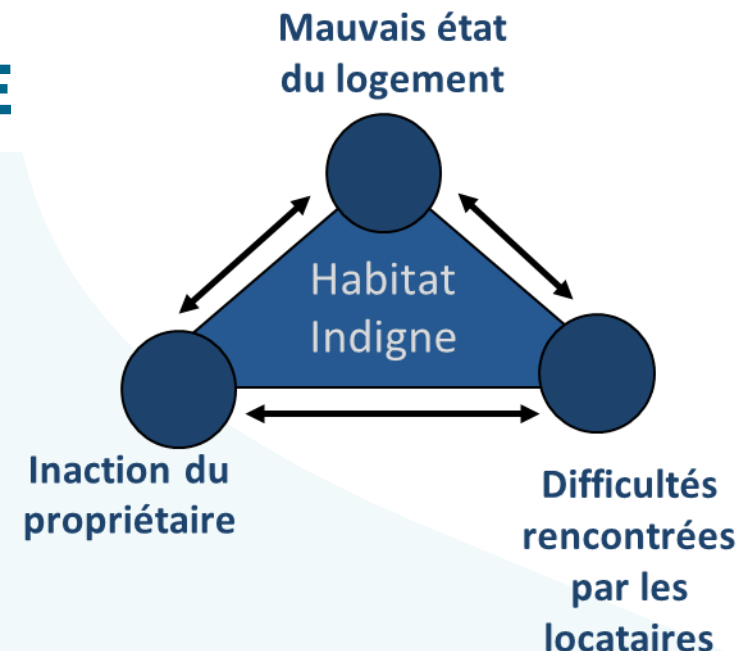 Mauvais état
du logement
E
Habitat
Indigne
Inaction du
propriétaire
Difficultés
rencontrées
par les
locataires